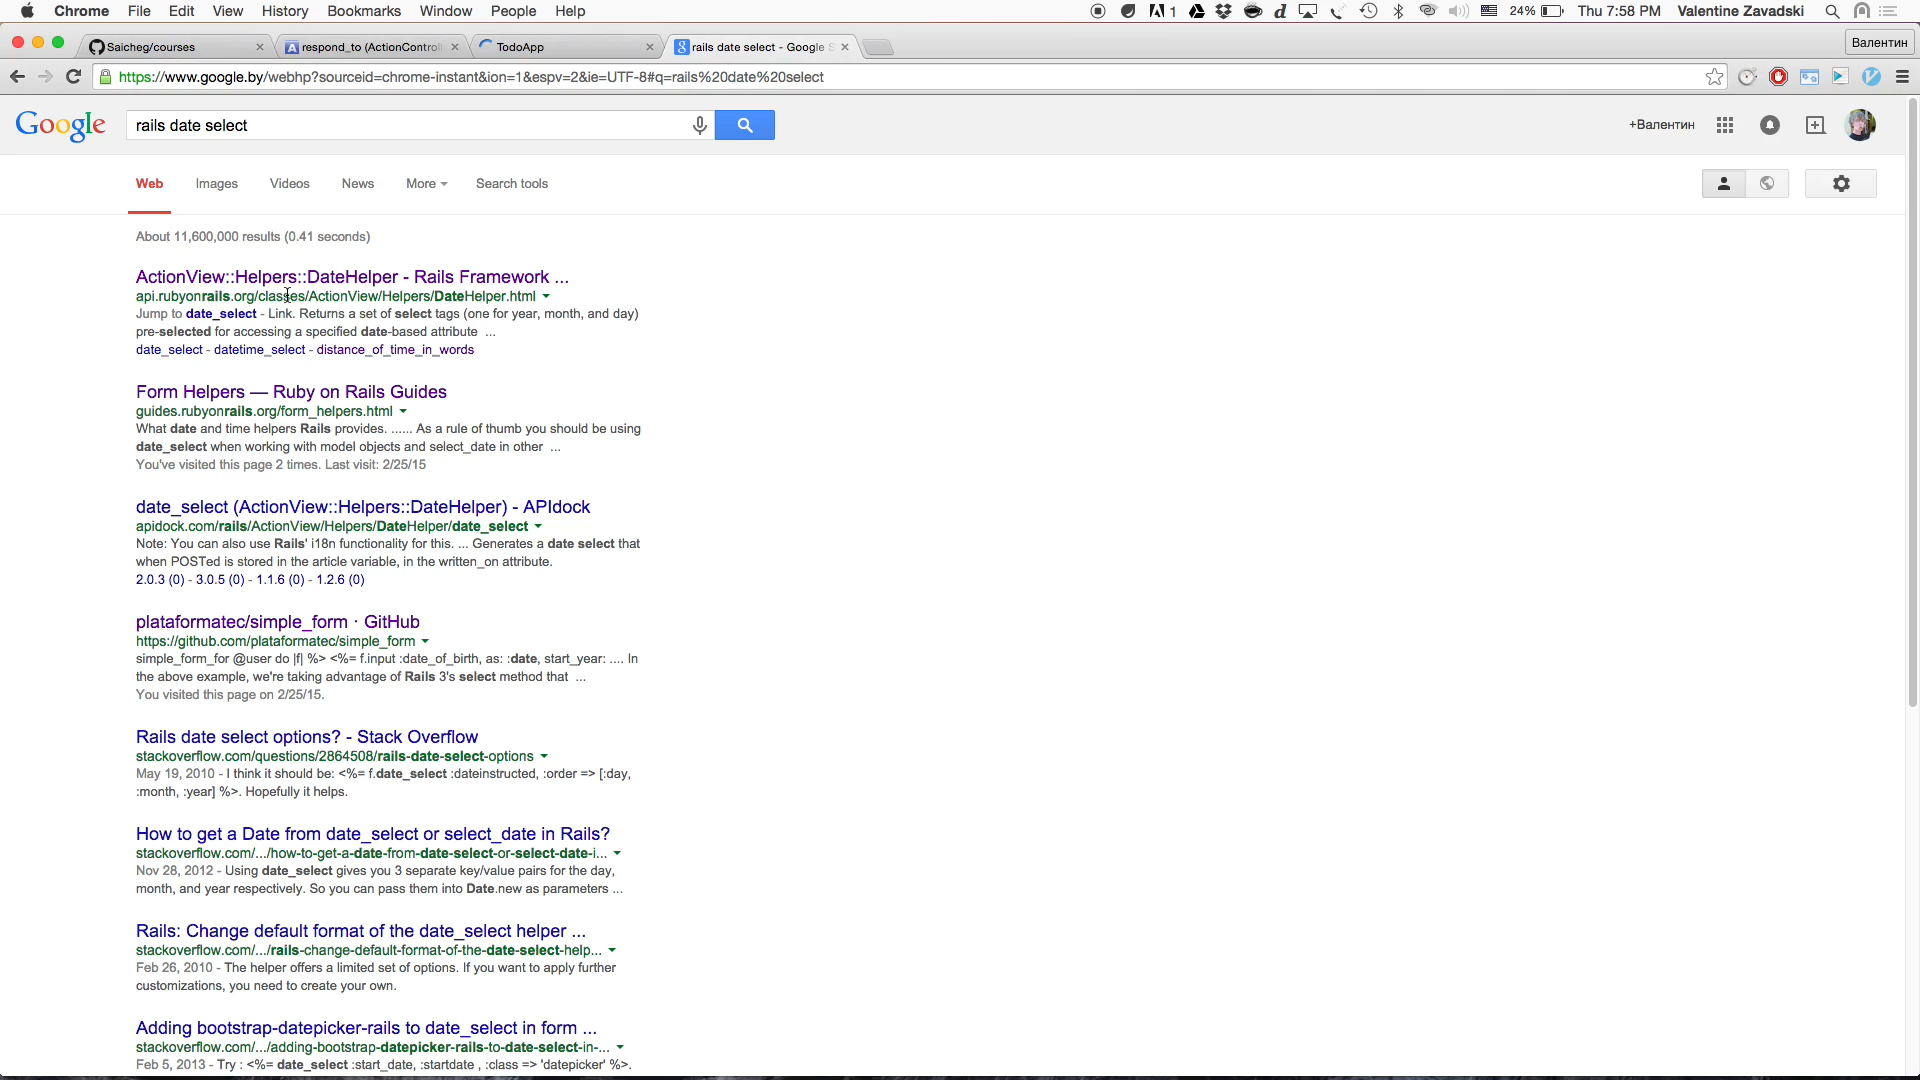 Chrome File Edit View History Bookmarks Window People Help 1 24% Thu 7:58 PM Valentine Zavadski
Saicheg/courses respond_to (ActionControll TodoApp rails date select - Google S Валентин
https://www.google.by/webhp?sourceid=chrome-instant&ion=1&espv=2&ie=UTF-8#q=rails%20date%20select
Google rails date select +Валентин
Web Images Videos News More Search tools
About 11,600,000 results (0.41 seconds)
ActionView::Helpers::DateHelper - Rails Framework ...
api.rubyonrails.org/classes/ActionView/Helpers/DateHelper.html
Jump to date_select - Link. Returns a set of select tags (one for year, month, and day)
pre-selected for accessing a specified date-based attribute ...
date_select - datetime_select - distance_of_time_in_words
Form Helpers — Ruby on Rails Guides
guides.rubyonrails.org/form_helpers.html
What date and time helpers Rails provides. ...... As a rule of thumb you should be using
date_select when working with model objects and select_date in other ...
You've visited this page 2 times. Last visit: 2/25/15
date_select (ActionView::Helpers::DateHelper) - APIdock
apidock.com/rails/ActionView/Helpers/DateHelper/date_select
Note: You can also use Rails' i18n functionality for this. ... Generates a date select that
when POSTed is stored in the article variable, in the written_on attribute.
2.0.3 (0) - 3.0.5 (0) - 1.1.6 (0) - 1.2.6 (0)
plataformatec/simple_form · GitHub
https://github.com/plataformatec/simple_form
simple_form_for @user do |f| %> <%= f.input :date_of_birth, as: :date, start_year: .... In
the above example, we're taking advantage of Rails 3's select method that ...
You visited this page on 2/25/15.
Rails date select options? - Stack Overflow
stackoverflow.com/questions/2864508/rails-date-select-options
May 19, 2010 - I think it should be: <%= f.date_select :dateinstructed, :order => [:day,
:month, :year] %>. Hopefully it helps.
How to get a Date from date_select or select_date in Rails?
stackoverflow.com/.../how-to-get-a-date-from-date-select-or-select-date-i...
Nov 28, 2012 - Using date_select gives you 3 separate key/value pairs for the day,
month, and year respectively. So you can pass them into Date.new as parameters ...
Rails: Change default format of the date_select helper ...
stackoverflow.com/.../rails-change-default-format-of-the-date-select-help...
Feb 26, 2010 - The helper offers a limited set of options. If you want to apply further
customizations, you need to create your own.
Adding bootstrap-datepicker-rails to date_select in form ...
stackoverflow.com/.../adding-bootstrap-datepicker-rails-to-date-select-in-...
Feb 5, 2013 - Try : <%= date_select :start_date, :startdate , :class => 'datepicker' %>.